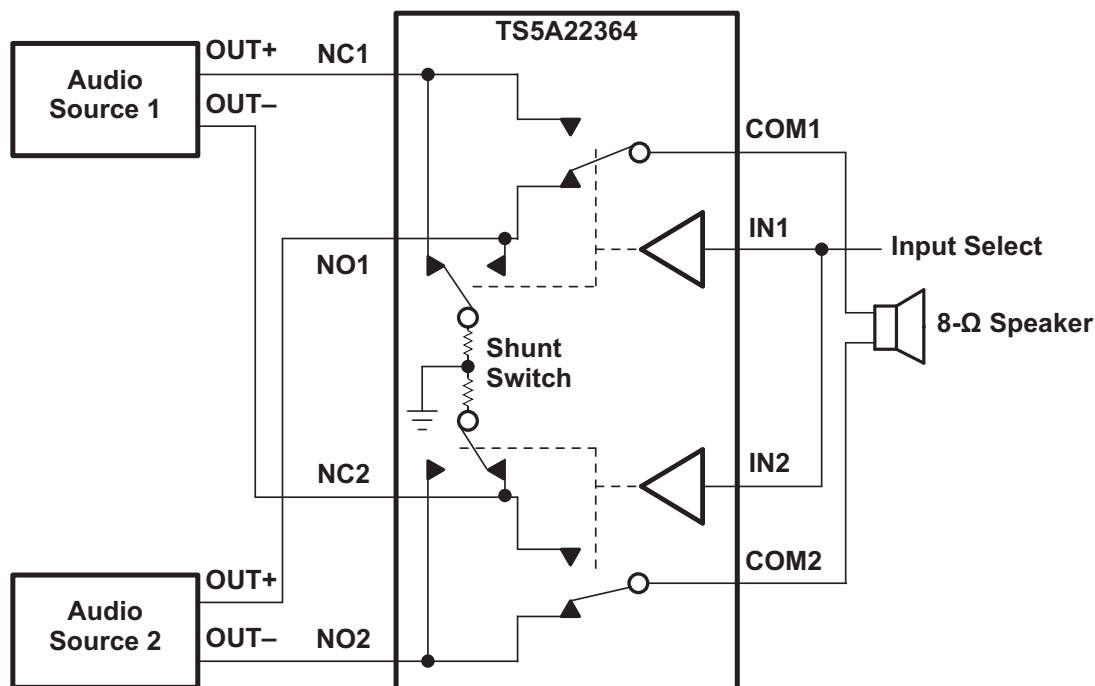 TS5A22364
Audio
Source 1
OUT+
OUT–
NC1
COM1
NO1
IN1
Input Select
8-Ω Speaker
Shunt
Switch
NC2
IN2
COM2
Audio
Source 2
OUT+
OUT–
NO2